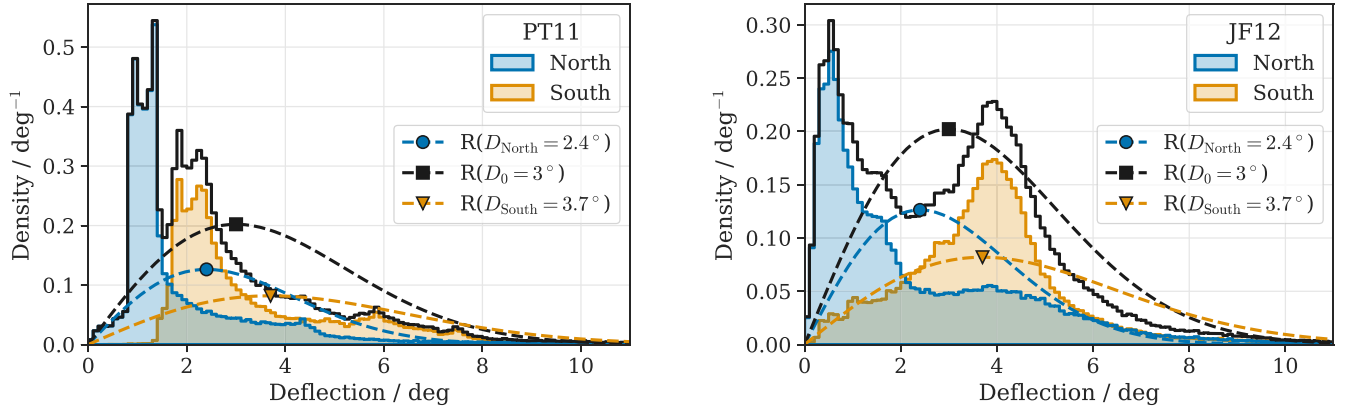 PT11
North
South
R(D_North = 2.4°)
R(D_0 = 3°)
R(D_South = 3.7°)
Density / deg⁻¹
0.5
0.4
0.3
0.2
0.1
0.0
0 2 4 6 8 10
Deflection / deg
JF12
North
South
R(D_North = 2.4°)
R(D_0 = 3°)
R(D_South = 3.7°)
Density / deg⁻¹
0.30
0.25
0.20
0.15
0.10
0.05
0.00
0 2 4 6 8 10
Deflection / deg